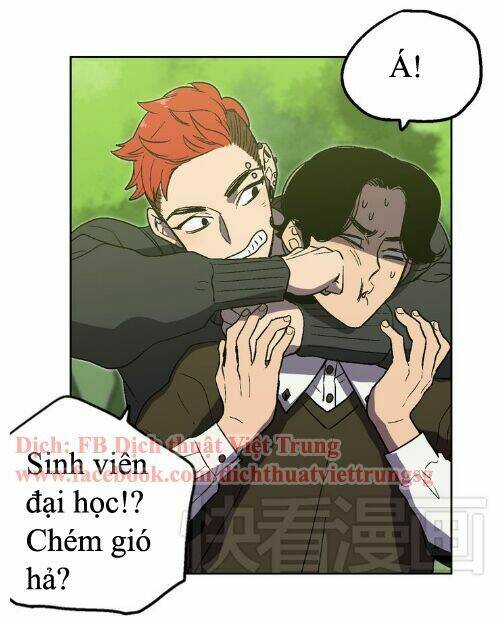 Á!
Dịch: FB Dịch thuật Việt Trung
www.facebook.com/dichthuatviettrungsg
Sinh viên
đại học!?
Chém gió
hả?
快看漫画